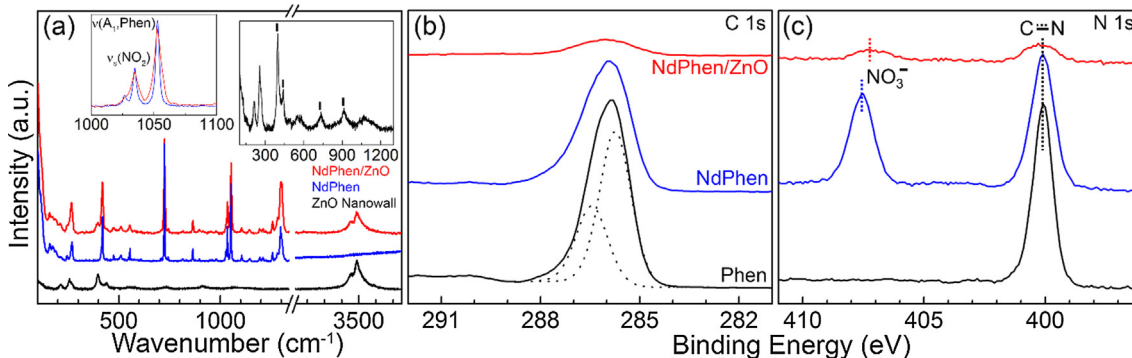 (a)
ν(A₁,Phen)
νₛ(NO₂)
1000 1050 1100
300 600 900 1200
NdPhen/ZnO
NdPhen
ZnO Nanowall
Intensity (a.u.)
500 1000 3500
Wavenumber (cm⁻¹)
(b) C 1s
NdPhen/ZnO
NdPhen
Phen
291 288 285 282
(c) C⋯N N 1s
NO₃⁻
410 405 400
Binding Energy (eV)